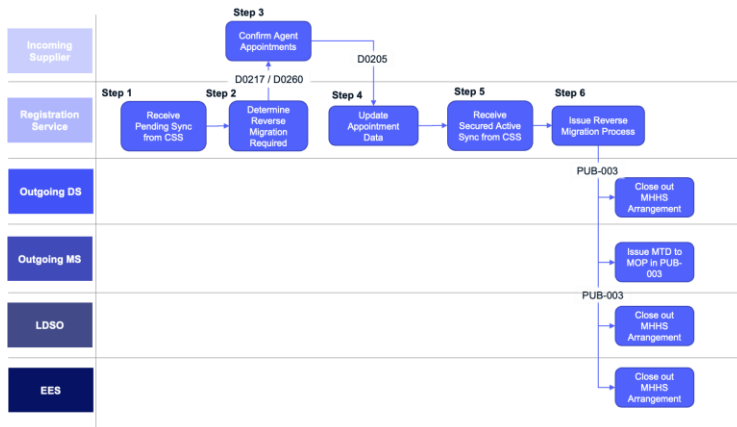 Step 3
Incoming
Supplier
Confirm Agent
Appointments
D0205
D0217 / D0260
Step 1
Step 2
Step 4
Step 5
Step 6
Registration
Service
Receive
Pending Sync
from CSS
Determine
Reverse
Migration
Required
Update
Appointment
Data
Receive
Secured Active
Sync from CSS
Issue Reverse
Migration Process
PUB-003
Outgoing DS
Close out
MHHS
Arrangement
Outgoing MS
Issue MTD to
MOP in PUB-
003
PUB-003
LDSO
Close out
MHHS
Arrangement
EES
Close out
MHHS
Arrangement